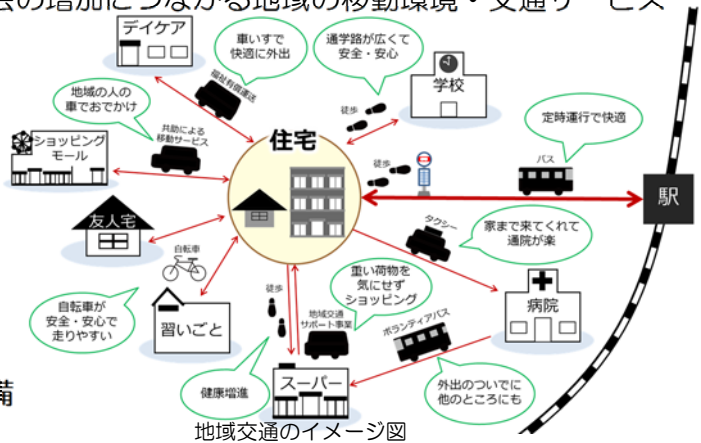 会の増加につながる地域の移動環境・交通サービス
デイケア
車いすで
快適に外出
福祉有償運送
通学路が広くて
安全・安心
学校
徒歩
地域の人の
車でおでかけ
共助による
移動サービス
ショッピング
モール
住宅
徒歩
バス
定時運行で快適
駅
友人宅
自転車
タクシー
家まで来てくれて
通院が楽
病院
自転車が
安全・安心で
走りやすい
習いごと
徒歩
重い荷物を
気にせず
ショッピング
地域交通
サポート事業
ボランティアバス
健康増進
スーパー
外出のついでに
他のところにも
備
地域交通のイメージ図